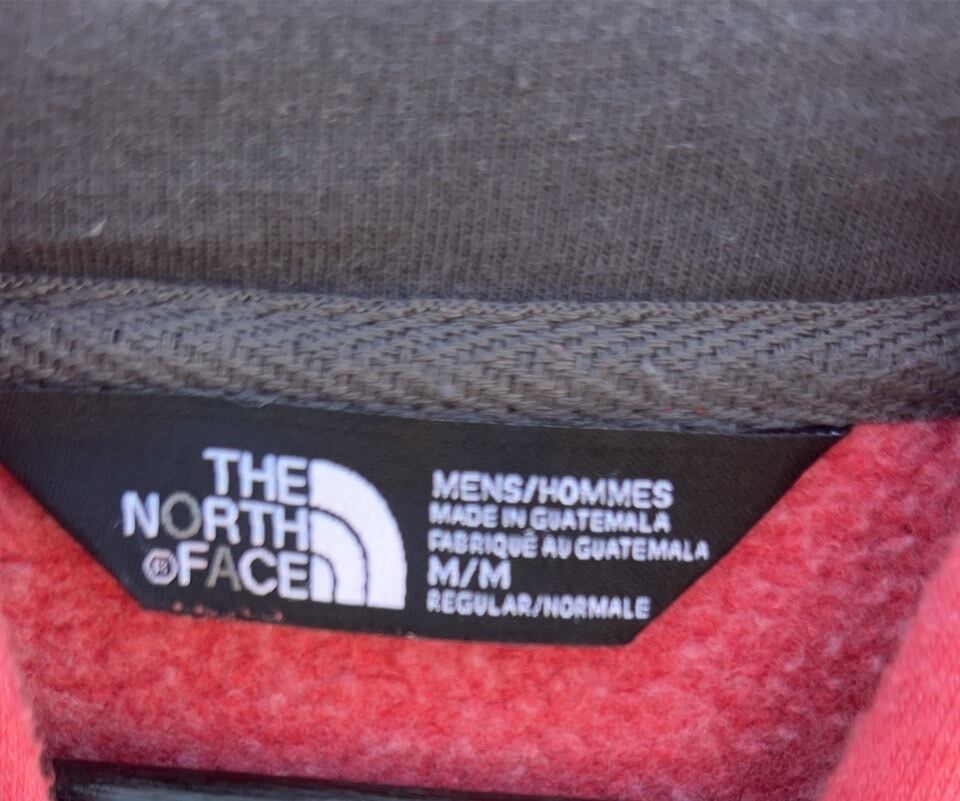 THE
NORTH
®FACE
MENS/HOMMES
MADE IN GUATEMALA
FABRIQUÉ AU GUATEMALA
M/M
REGULAR/NORMALE